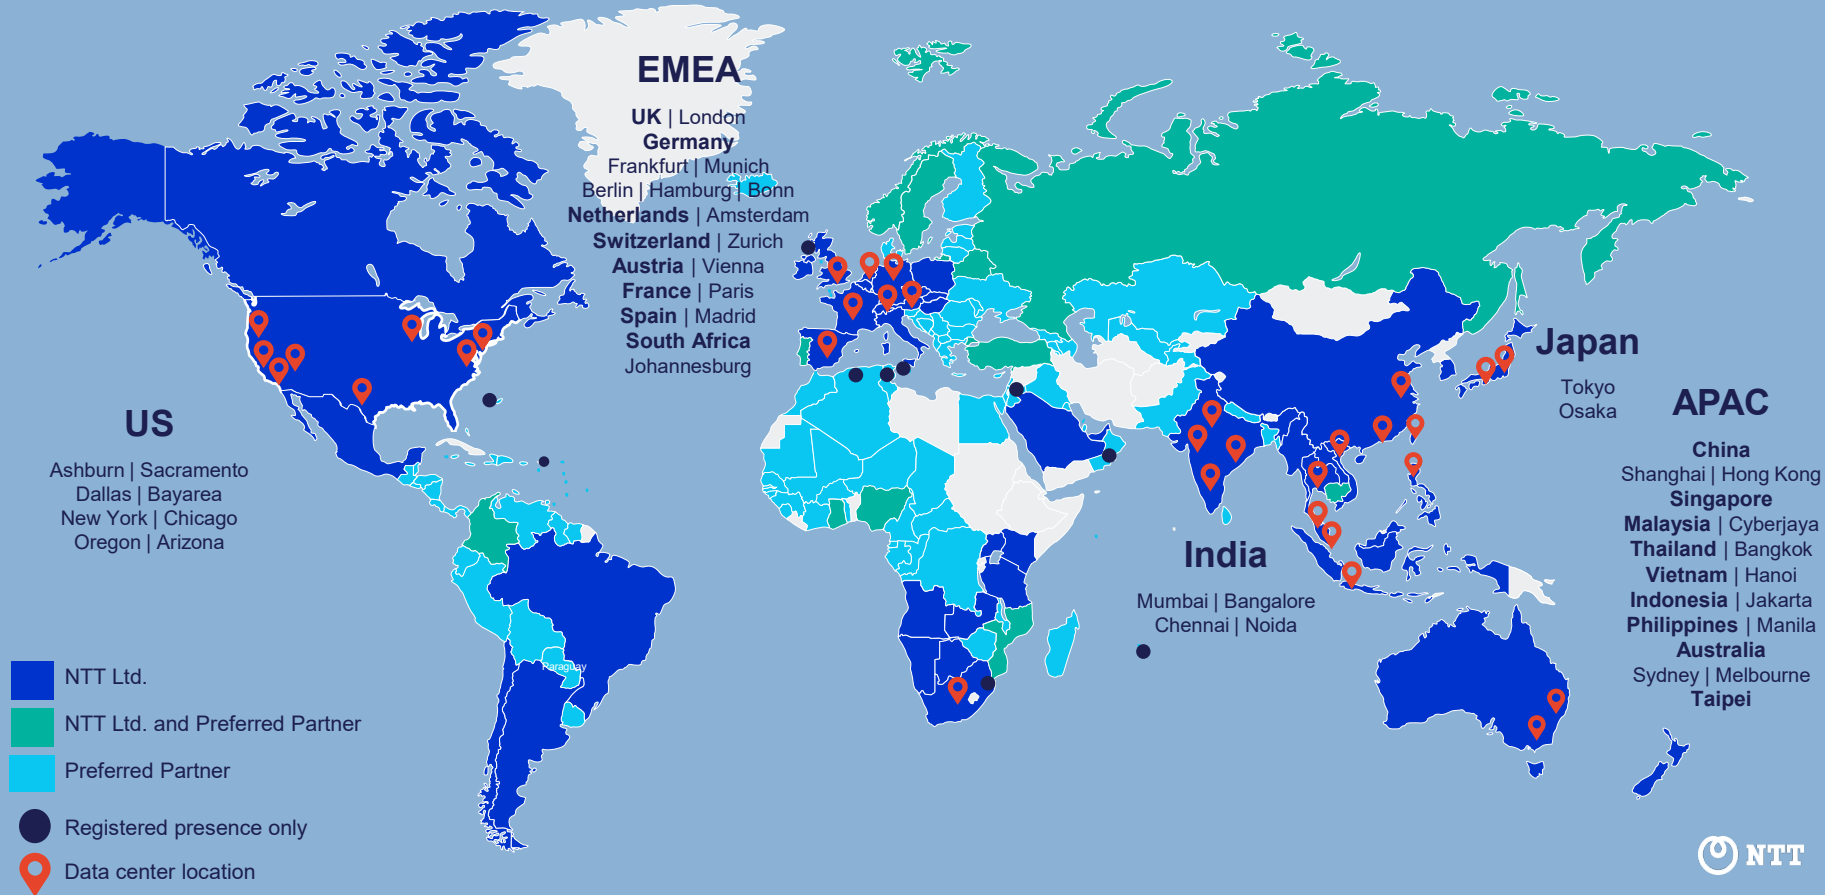 EMEA
UK | London
Germany
Frankfurt | Munich
Berlin | Hamburg | Bonn
Netherlands | Amsterdam
Switzerland | Zurich
Austria | Vienna
France | Paris
Spain | Madrid
South Africa
Johannesburg
US
Ashburn | Sacramento
Dallas | Bayarea
New York | Chicago
Oregon | Arizona
Japan
Tokyo
Osaka
APAC
China
Shanghai | Hong Kong
Singapore
Malaysia | Cyberjaya
Thailand | Bangkok
Vietnam | Hanoi
Indonesia | Jakarta
Philippines | Manila
Australia
Sydney | Melbourne
Taipei
India
Mumbai | Bangalore
Chennai | Noida
Paraguay
NTT Ltd.
NTT Ltd. and Preferred Partner
Preferred Partner
Registered presence only
Data center location
NTT